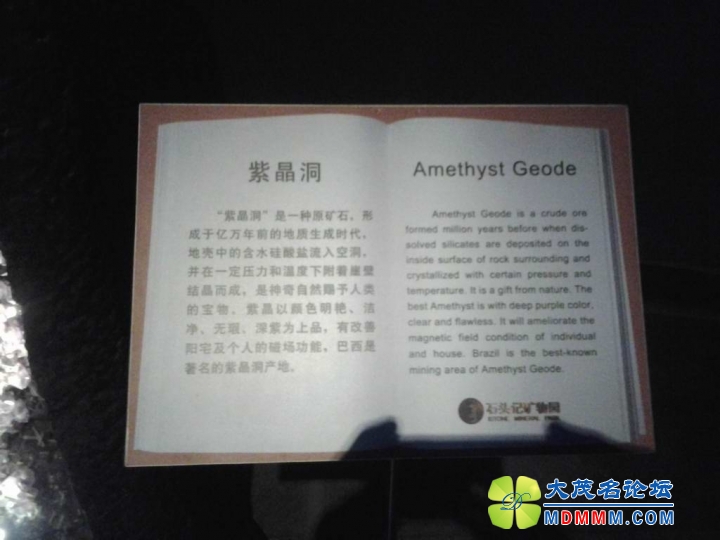 紫晶洞
“紫晶洞”是一种原矿石，形
成于亿万年前的地质生成时代，
地壳中的含水硅酸盐流入空洞，
并在一定压力和温度下附着崖壁
结晶而成，是神奇自然赐予人类
的宝物。紫晶以颜色明艳、洁
净、无瑕、深紫为上品，有改善
阳宅及个人的磁场功能，巴西是
著名的紫晶洞产地。
Amethyst Geode
Amethyst Geode is a crude ore
formed million years before when dis-
solved silicates are deposited on the
inside surface of rock surrounding and
crystallized with certain pressure and
temperature. It is a gift from nature. The
best Amethyst is with deep purple color,
clear and flawless. It will ameliorate the
magnetic field condition of individual
and house. Brazil is the best-known
mining area of Amethyst Geode.
石头记矿物园
ISTONE MINERAL PARK
大茂名论坛
MDMMM.COM